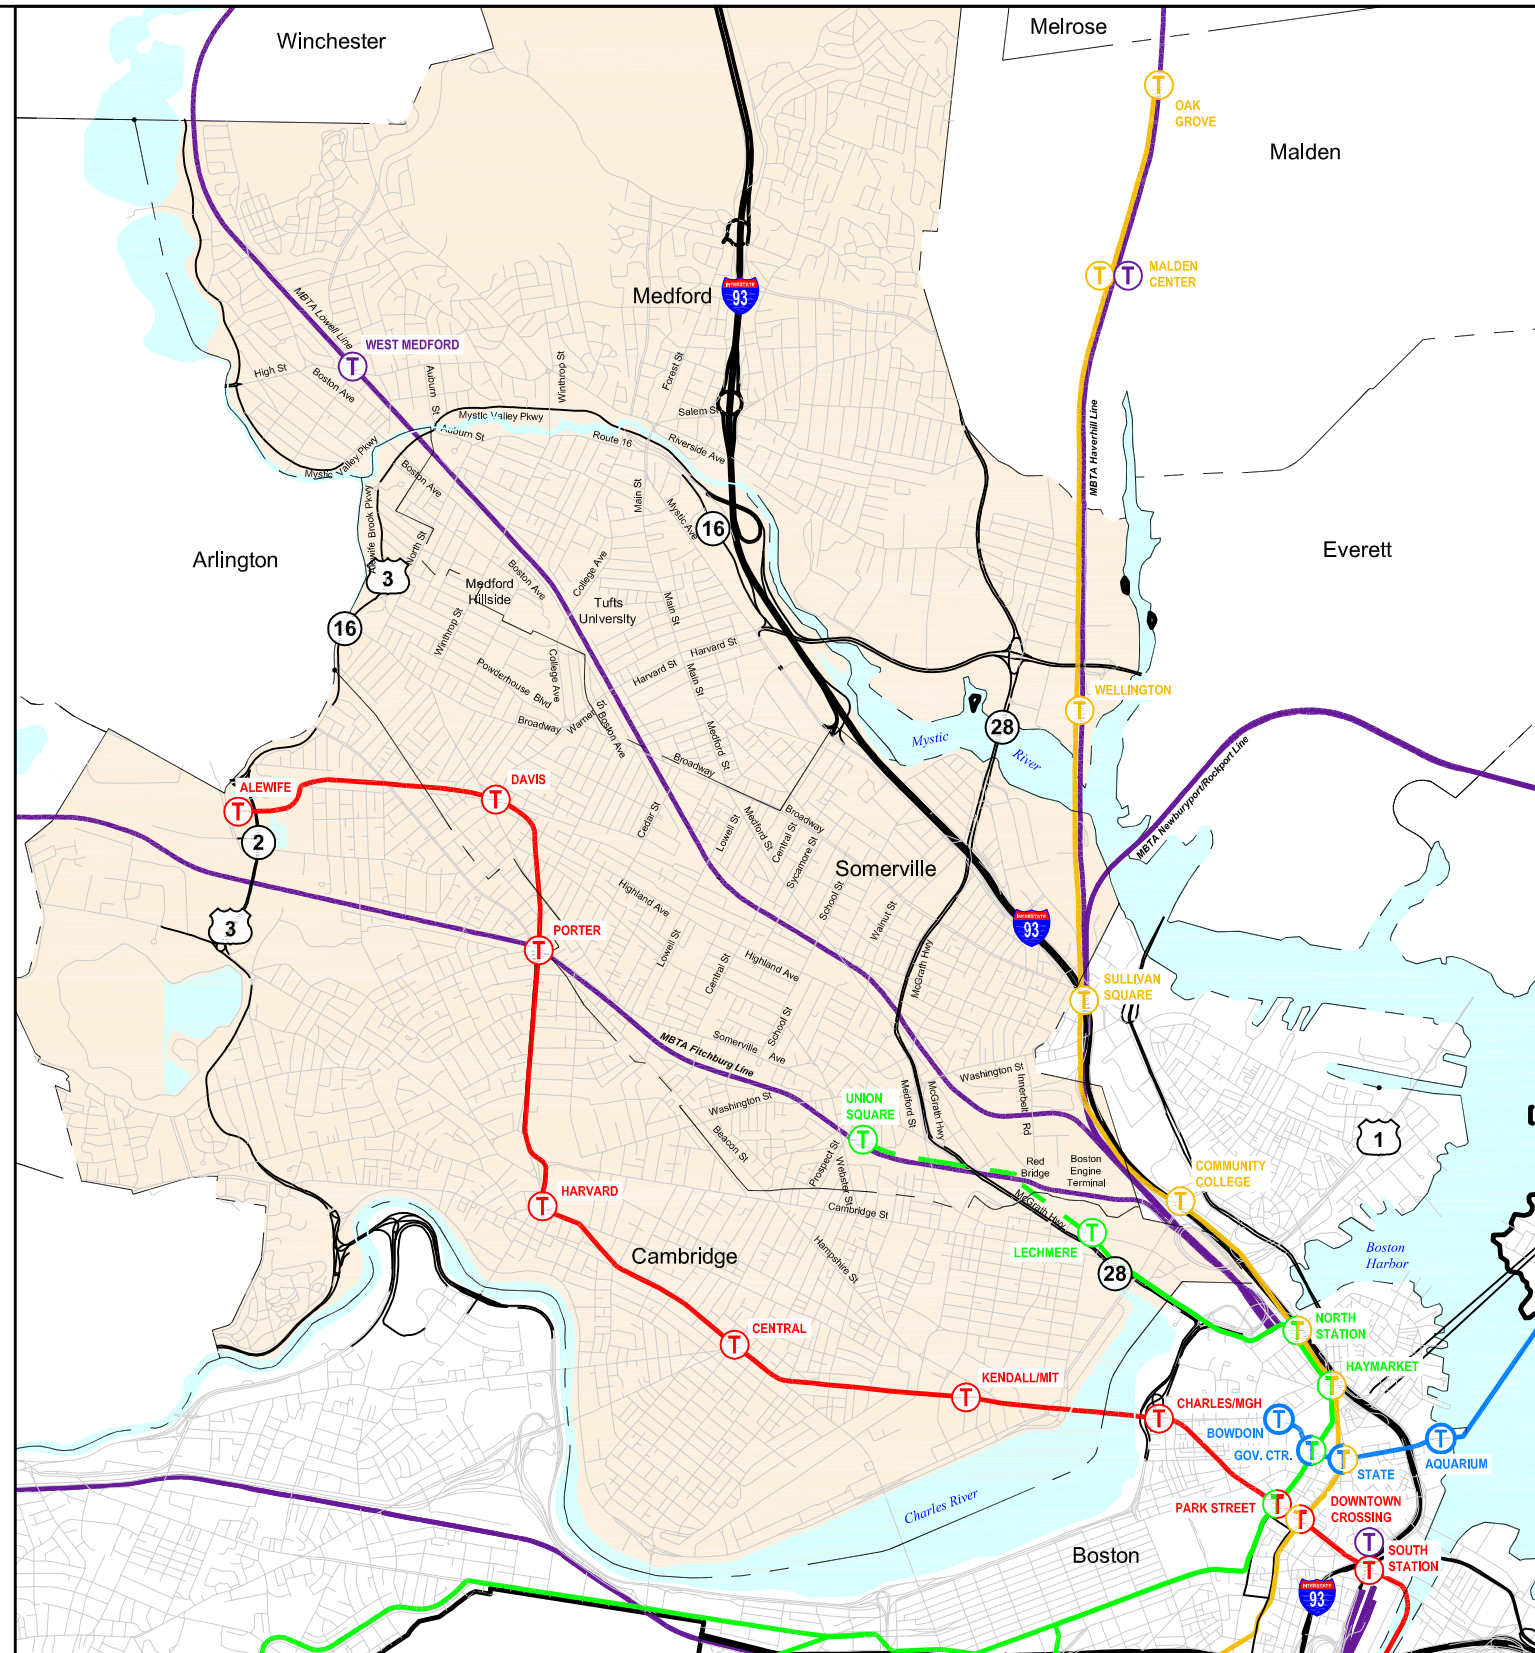 Winchester
Melrose
OAK
GROVE
Malden
MALDEN
CENTER
Medford
INTERSTATE
93
MBTA Lowell Line
WEST MEDFORD
High St
Boston Ave
Auburn St
Winthrop St
Forest St
Salem St
Mystic Valley Pkwy
Auburn St
Route 16
Riverside Ave
Mystic Valley Pkwy
Boston Ave
Main St
Mystic Ave
MBTA Haverhill Line
16
Alewife Brook Pkwy
North St
Arlington
3
Everett
Medford
Hillside
Boston Ave
College Ave
Tufts
University
Main St
16
Winthrop St
Harvard St
Harvard St
Main St
Powderhouse Blvd
College Ave
Broadway
Warner St
Boston Ave
Medford St
Broadway
WELLINGTON
28
Mystic
River
MBTA Newburyport/Rockport Line
ALEWIFE
DAVIS
2
Cedar St
Lowell St
Medford St
Central St
Broadway
Sycamore St
Somerville
School St
Highland Ave
Walnut St
3
PORTER
INTERSTATE
93
Lowell St
Central St
Highland Ave
McGrath Hwy
SULLIVAN
SQUARE
School St
Somerville Ave
MBTA Fitchburg Line
Washington St
Innerbelt Rd
UNION
SQUARE
Medford St
McGrath Hwy
Washington St
Beacon St
Prospect St
Webster St
Red
Bridge
Boston
Engine
Terminal
1
COMMUNITY
COLLEGE
HARVARD
Cambridge St
McGrath Hwy
Cambridge
Hampshire St
LECHMERE
28
Boston
Harbor
CENTRAL
NORTH
STATION
HAYMARKET
KENDALL/MIT
CHARLES/MGH
BOWDOIN
GOV. CTR.
STATE
AQUARIUM
Charles River
PARK STREET
DOWNTOWN
CROSSING
Boston
SOUTH
STATION
INTERSTATE
93